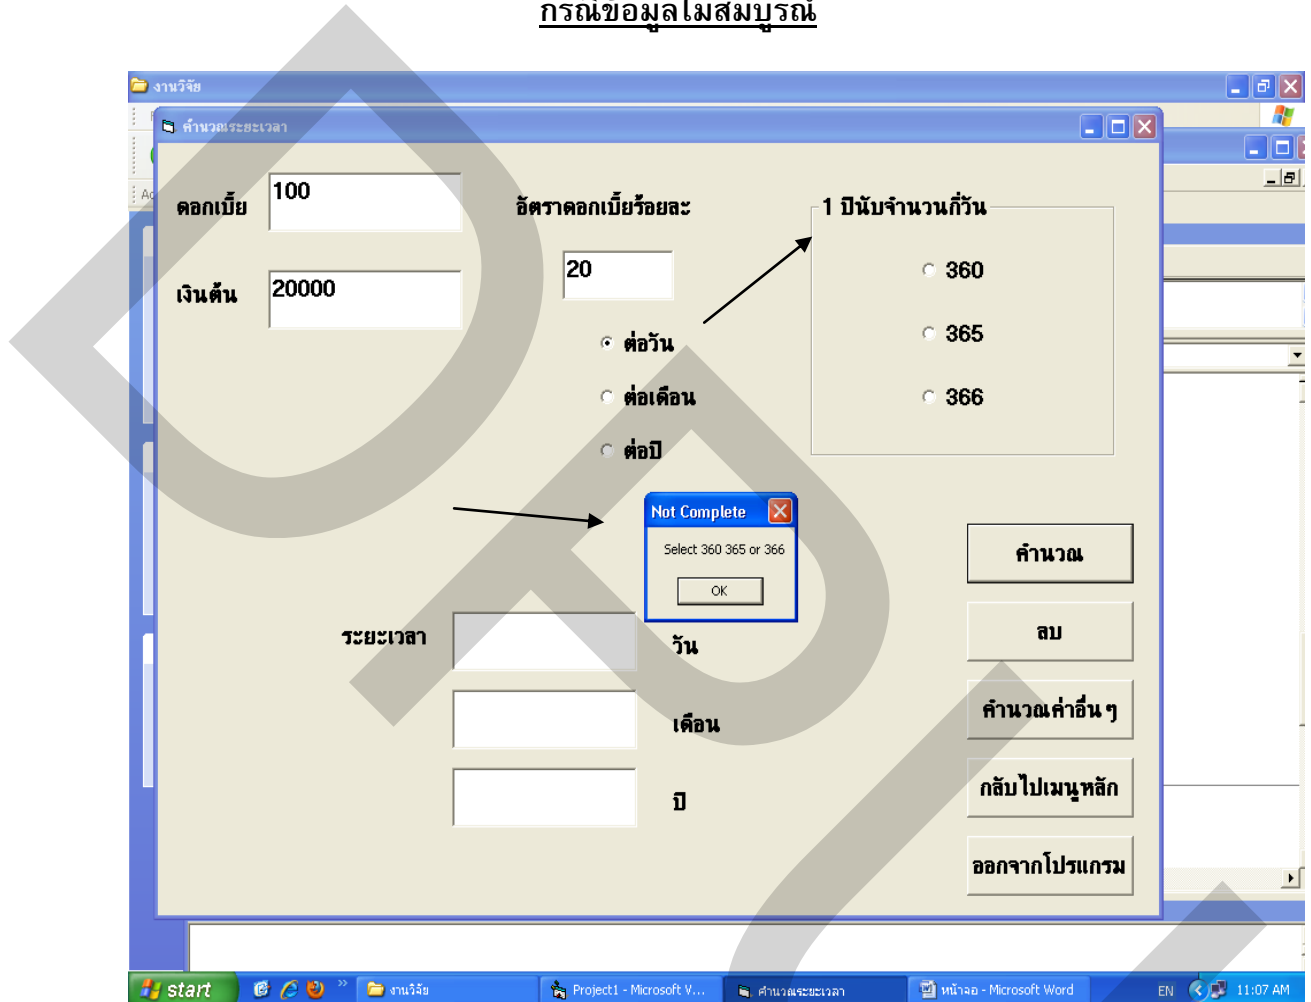 กรณีข้อมูลไม่สมบูรณ์
งานวิจัย
คำนวณระยะเวลา
ดอกเบี้ย
100
อัตราดอกเบี้ยร้อยละ
1 ปีนับจำนวนกี่วัน
20
360
เงินต้น
20000
ต่อวัน
365
ต่อเดือน
366
ต่อปี
Not Complete
Select 360 365 or 366
OK
คำนวณ
ระยะเวลา
วัน
ลบ
เดือน
คำนวณค่าอื่น ๆ
ปี
กลับไปเมนูหลัก
ออกจากโปรแกรม
start
งานวิจัย
Project1 - Microsoft V...
คำนวณระยะเวลา
หน้าจอ - Microsoft Word
EN
11:07 AM